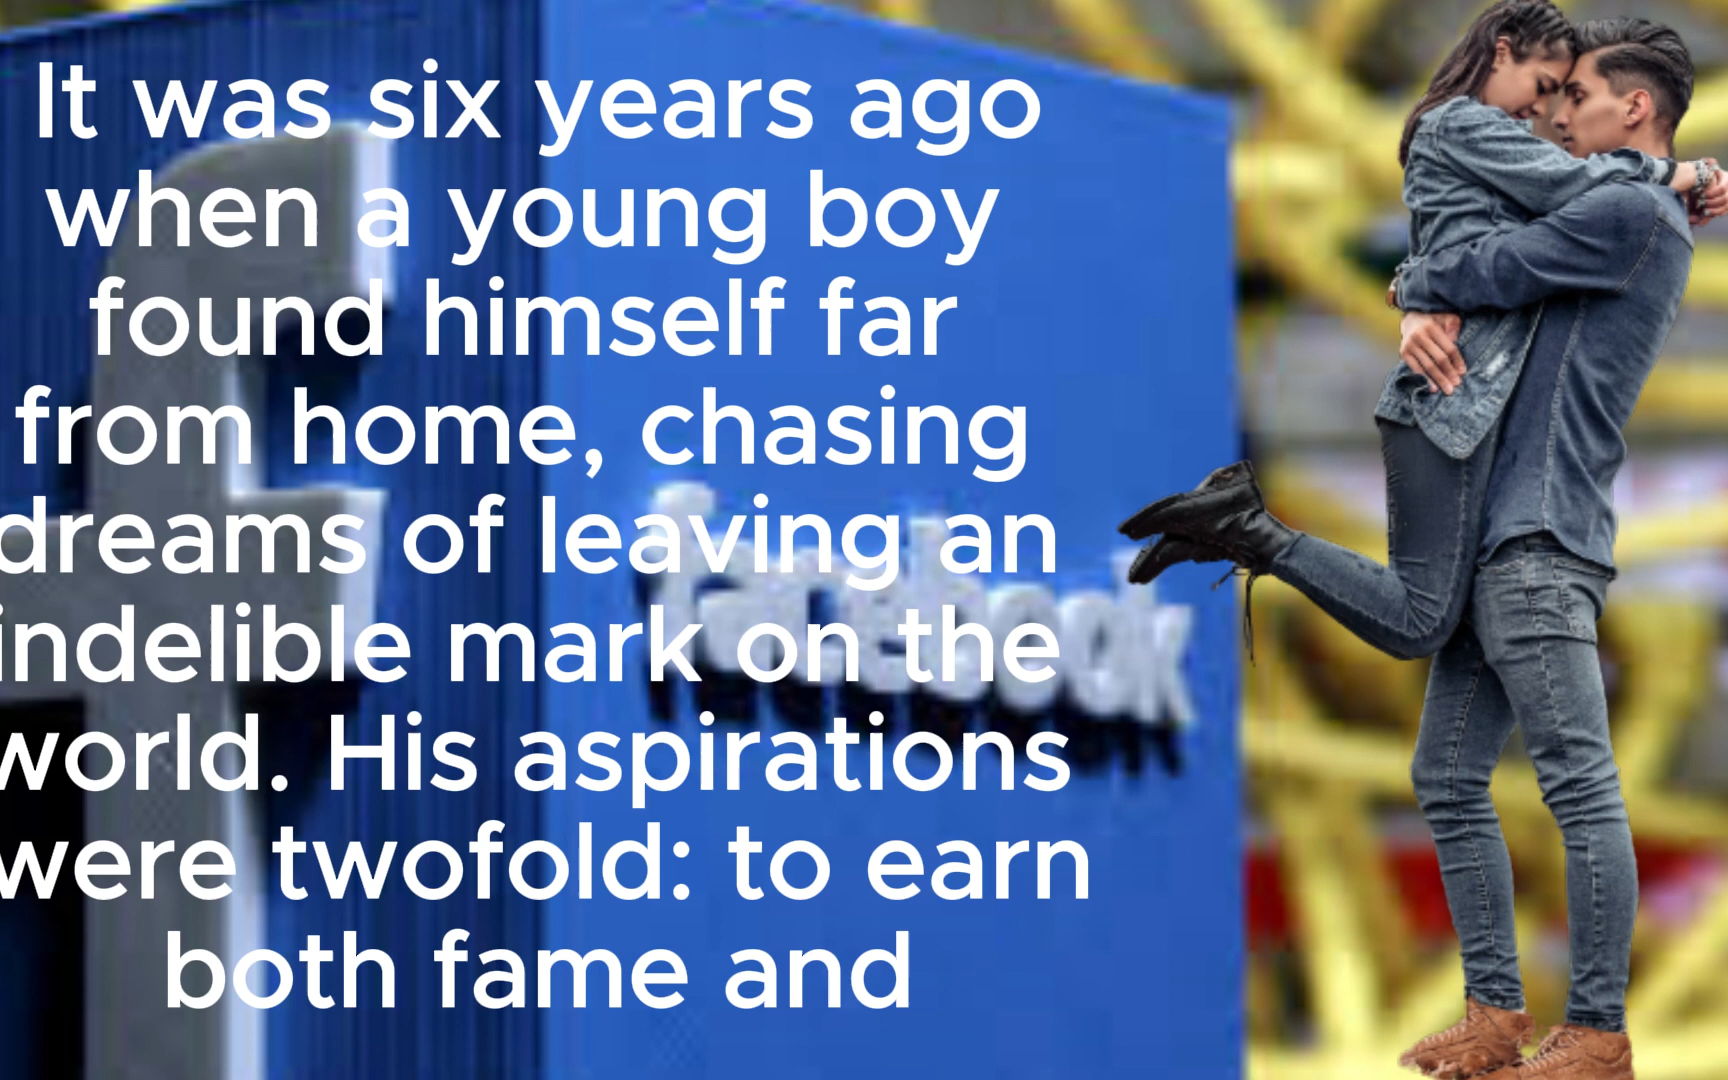 It was six years ago
when a young boy
found himself far
from home, chasing
dreams of leaving an
indelible mark on the
world. His aspirations
were twofold: to earn
both fame and
facebook